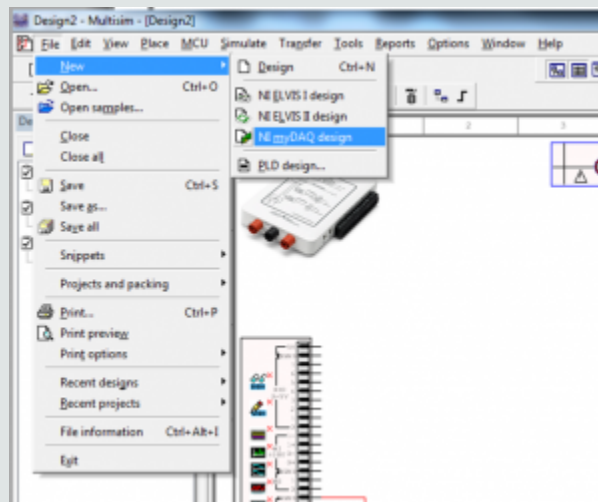 Design2 - Multisim - [Design2]
File Edit View Place MCU Simulate Transfer Tools Reports Options Window Help
New
Open... Ctrl+O
Open samples...
Close
Close all
Save Ctrl+S
Save as...
Save all
Snippets
Projects and packing
Print... Ctrl+P
Print preview
Print options
Recent designs
Recent projects
File information Ctrl+Alt+I
Exit
Design Ctrl+N
NI ELVIS I design
NI ELVIS II design
NI myDAQ design
PLD design...
De
2
3